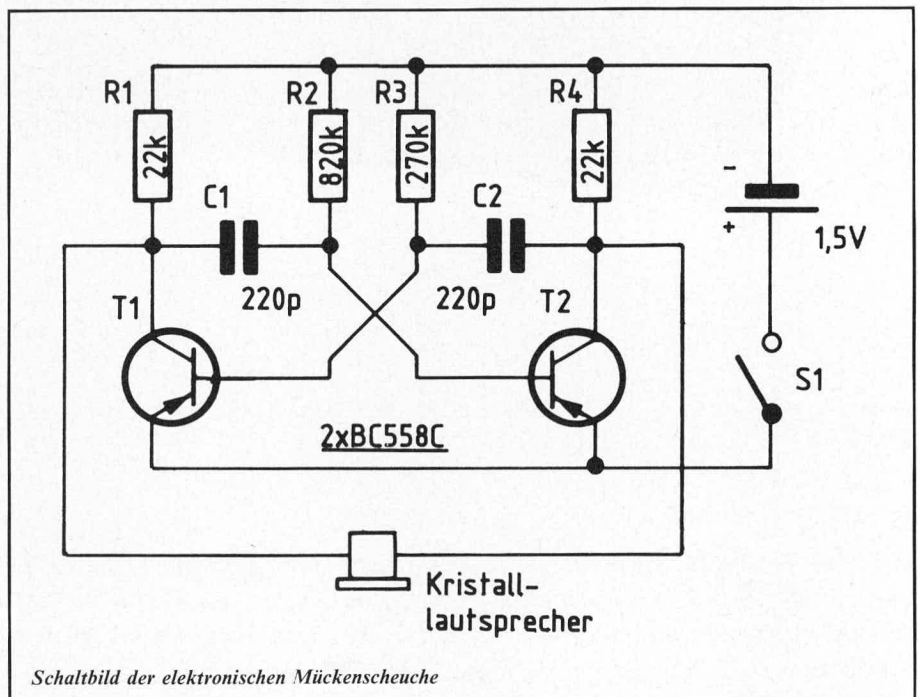 R1
R2
R3
R4
22k
820k
270k
22k
C1
C2
-
+
1,5V
220p
220p
T1
T2
S1
2xBC558C
Kristall-
lautsprecher
Schaltbild der elektronischen Mückenscheuche